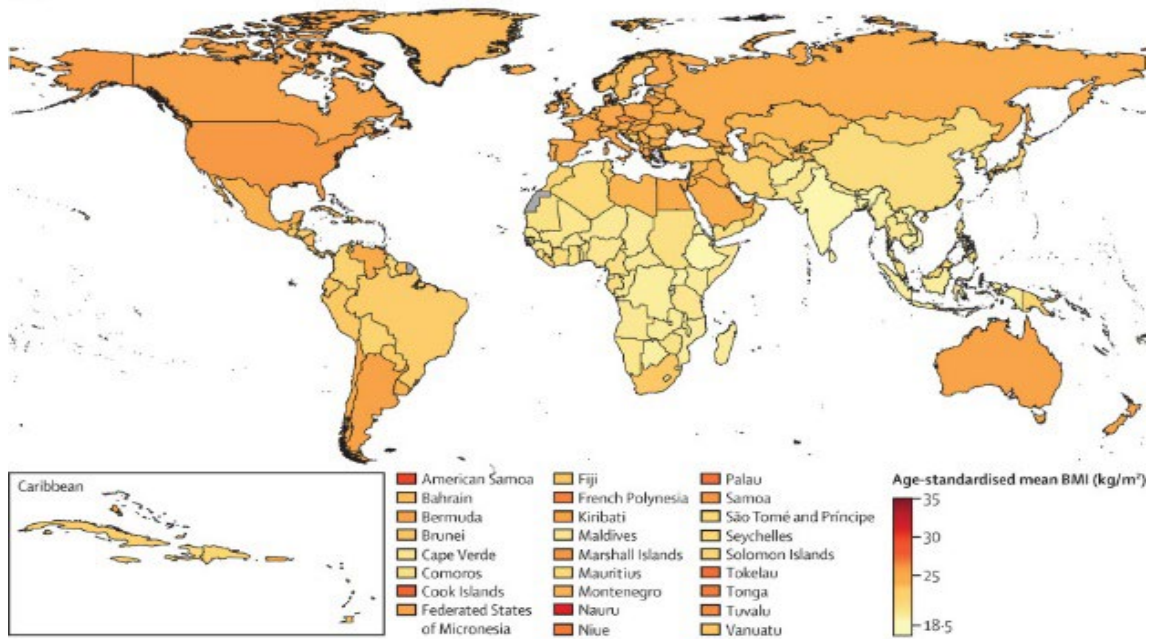 Caribbean
American Samoa
Bahrain
Bermuda
Brunei
Cape Verde
Comoros
Cook Islands
Federated States
of Micronesia
Fiji
French Polynesia
Kiribati
Maldives
Marshall Islands
Mauritius
Montenegro
Nauru
Niue
Palau
Samoa
São Tomé and Príncipe
Seychelles
Solomon Islands
Tokelau
Tonga
Tuvalu
Vanuatu
Age-standardised mean BMI (kg/m²)
35
30
25
18·5